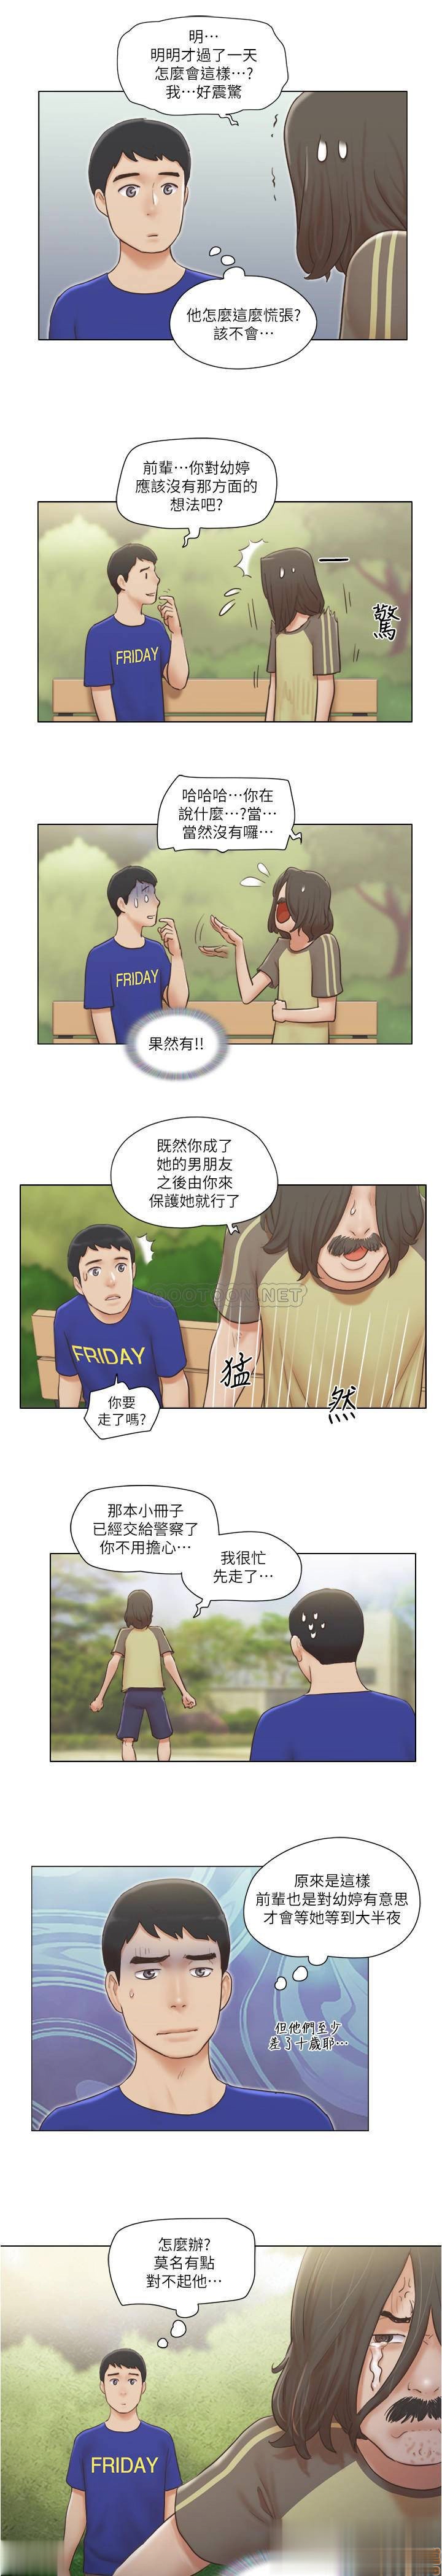 明⋯
明明才過了一天
怎麼會這樣⋯?
我⋯好震驚
他怎麼這麼慌張?
該不會⋯
前輩⋯你對幼婷
應該沒有那方面的
想法吧?
FRIDAY
驚
哈哈哈⋯你在
說什麼⋯?當⋯
當然沒有囉⋯
FRIDAY
果然有!!
既然你成了
她的男朋友
之後由你來
保護她就行了
TOOTOON.NET
FRIDAY
猛
然
你要
走了嗎?
那本小冊子
已經交給警察了
你不用擔心⋯
我很忙
先走了⋯
原來是這樣
前輩也是對幼婷有意思
才會等她等到大半夜
但他們至少
差了十歲耶⋯
怎麼辦?
莫名有點
對不起他⋯
FRIDAY